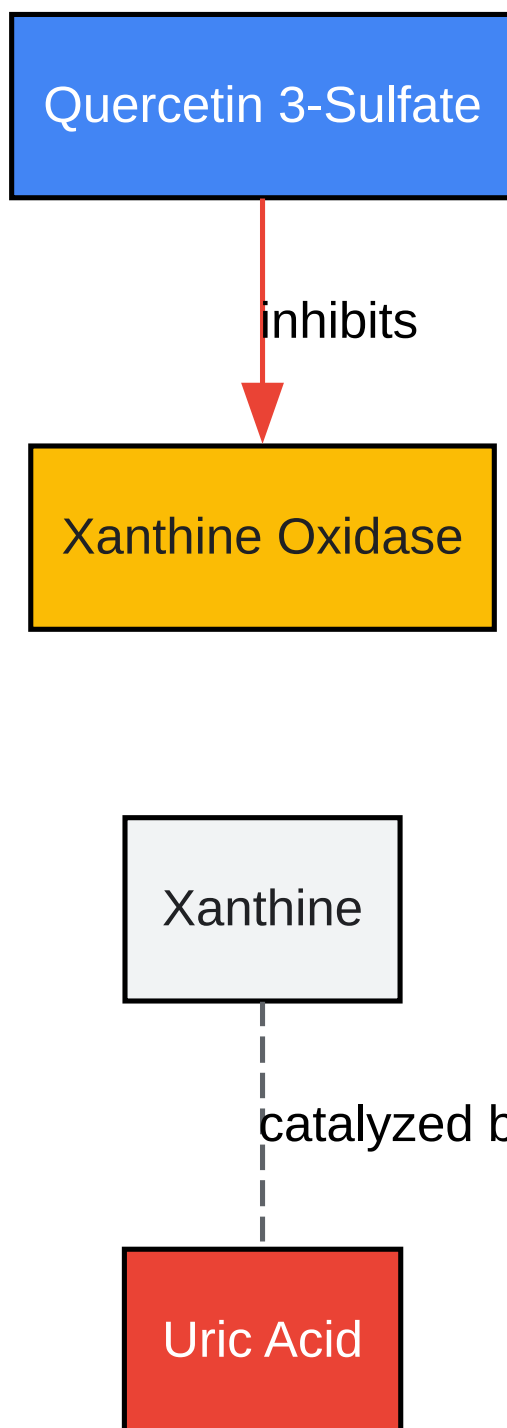 Quercetin 3-Sulfate
inhibits
Xanthine Oxidase
Xanthine
catalyzed b
Uric Acid